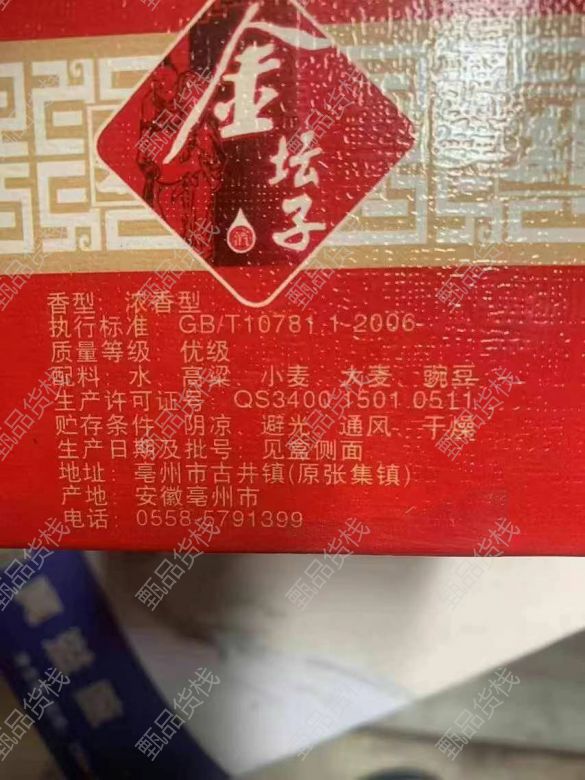 金坛子
酒
香型：浓香型
执行标准：GB/T10781.1-2006
质量等级：优级
配料：水、高粱、小麦、大麦、豌豆
生产许可证号：QS3400 1501 0511
贮存条件：阴凉、避光、通风、干燥
生产日期及批号：见盒侧面
地址：亳州市古井镇(原张集镇)
产地：安徽亳州市
电话：0558-5791399
甄品货栈